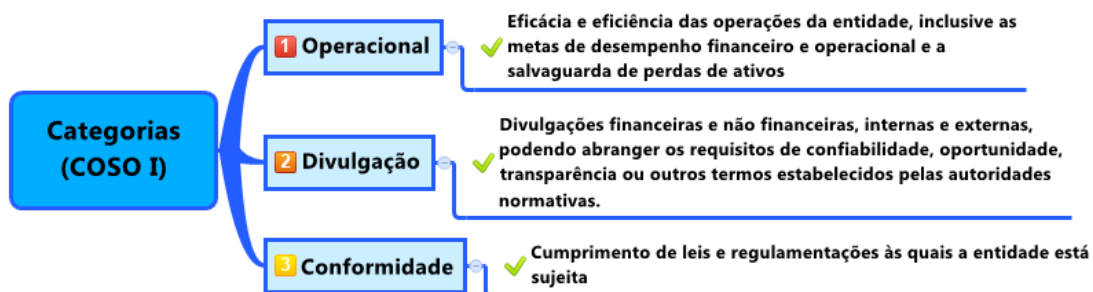 Categorias
(COSO I)
1 Operacional
Eficácia e eficiência das operações da entidade, inclusive as
metas de desempenho financeiro e operacional e a
salvaguarda de perdas de ativos
2 Divulgação
Divulgações financeiras e não financeiras, internas e externas,
podendo abranger os requisitos de confiabilidade, oportunidade,
transparência ou outros termos estabelecidos pelas autoridades
normativas.
3 Conformidade
Cumprimento de leis e regulamentações às quais a entidade está
sujeita